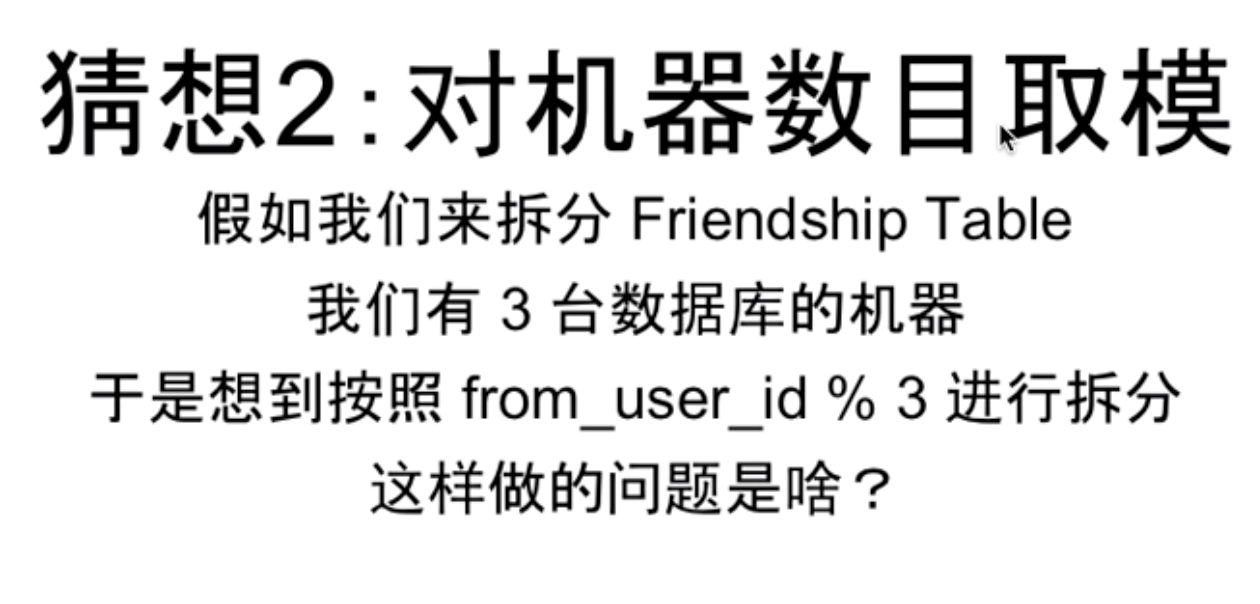 猜想2:对机器数目取模
假如我们来拆分 Friendship Table
我们有 3 台数据库的机器
于是想到按照 from_user_id % 3 进行拆分
这样做的问题是啥？